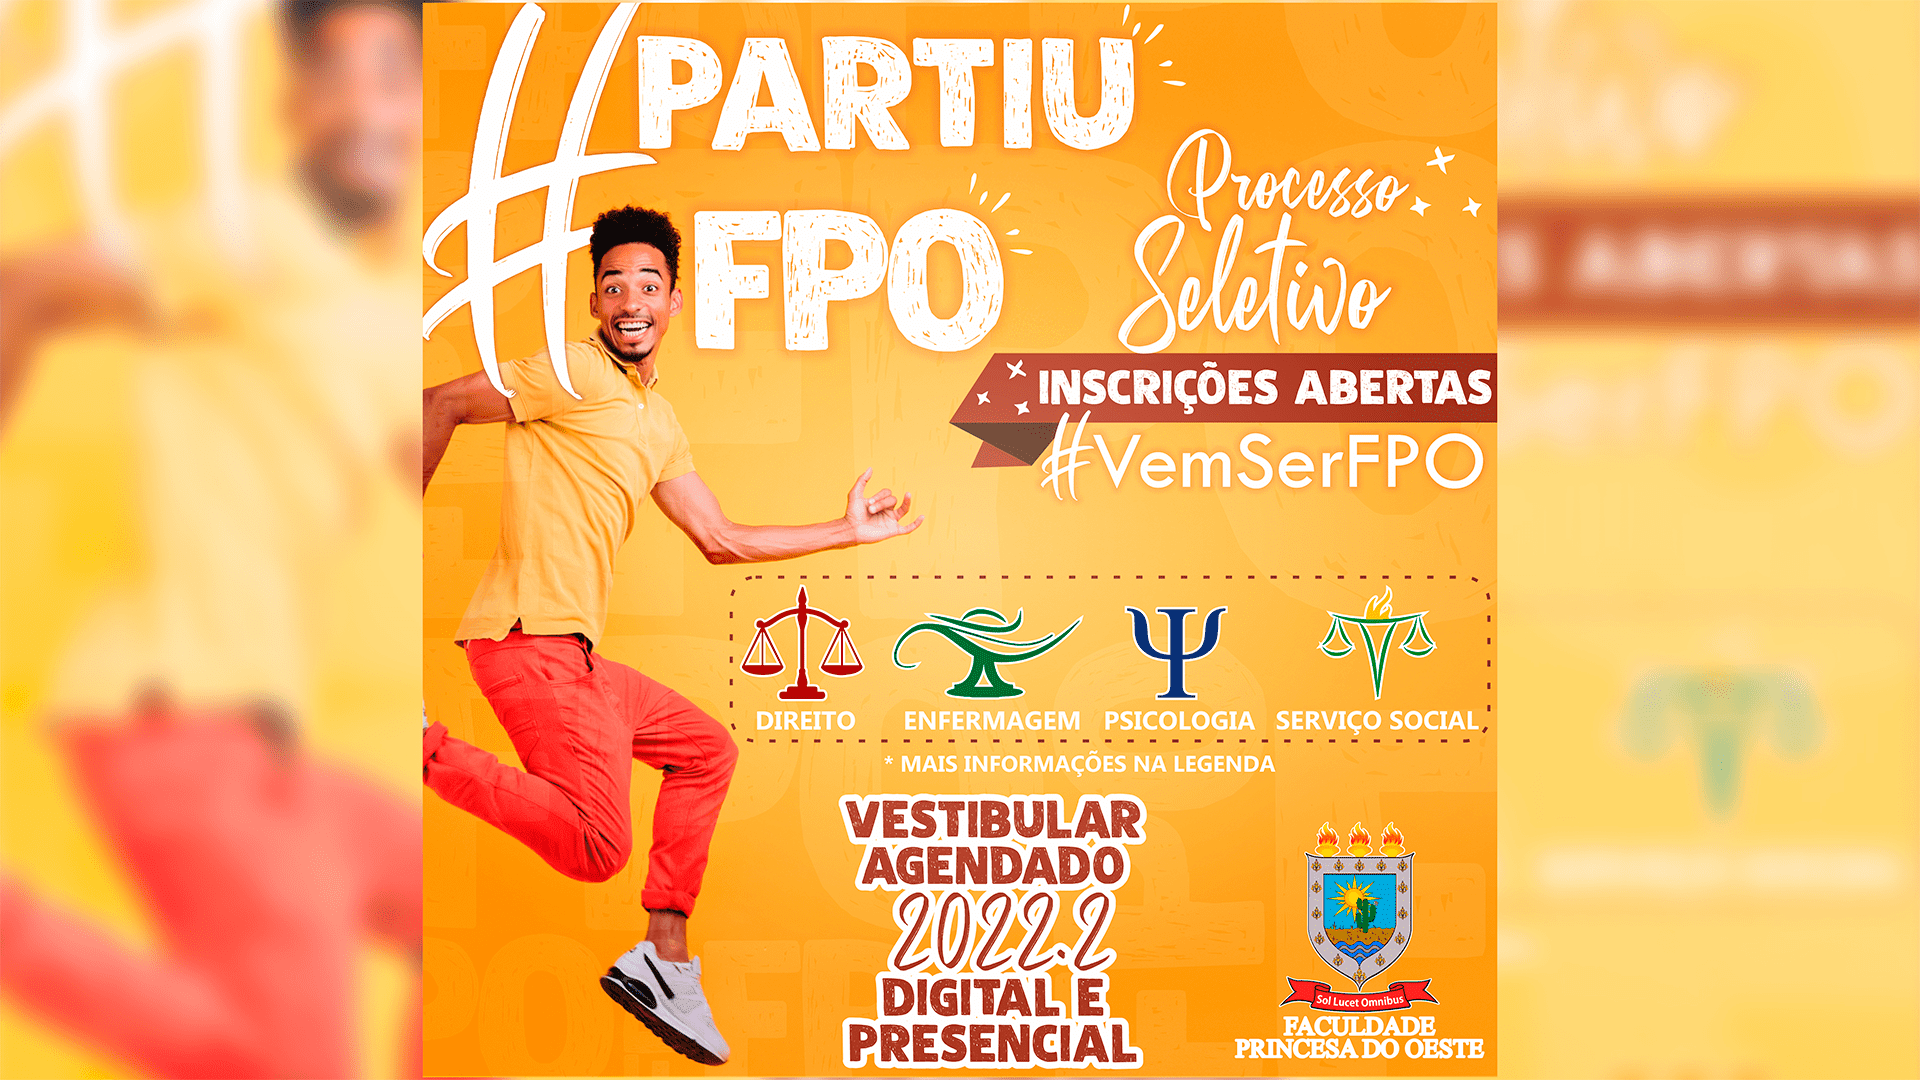 #PARTIU
FPO
Processo
Seletivo
INSCRIÇÕES ABERTAS
#VemSerFPO
DIREITO
ENFERMAGEM
PSICOLOGIA
SERVIÇO SOCIAL
* MAIS INFORMAÇÕES NA LEGENDA
VESTIBULAR
AGENDADO
2022.2
DIGITAL E
PRESENCIAL
Sol Lucet Omnibus
FACULDADE
PRINCESA DO OESTE